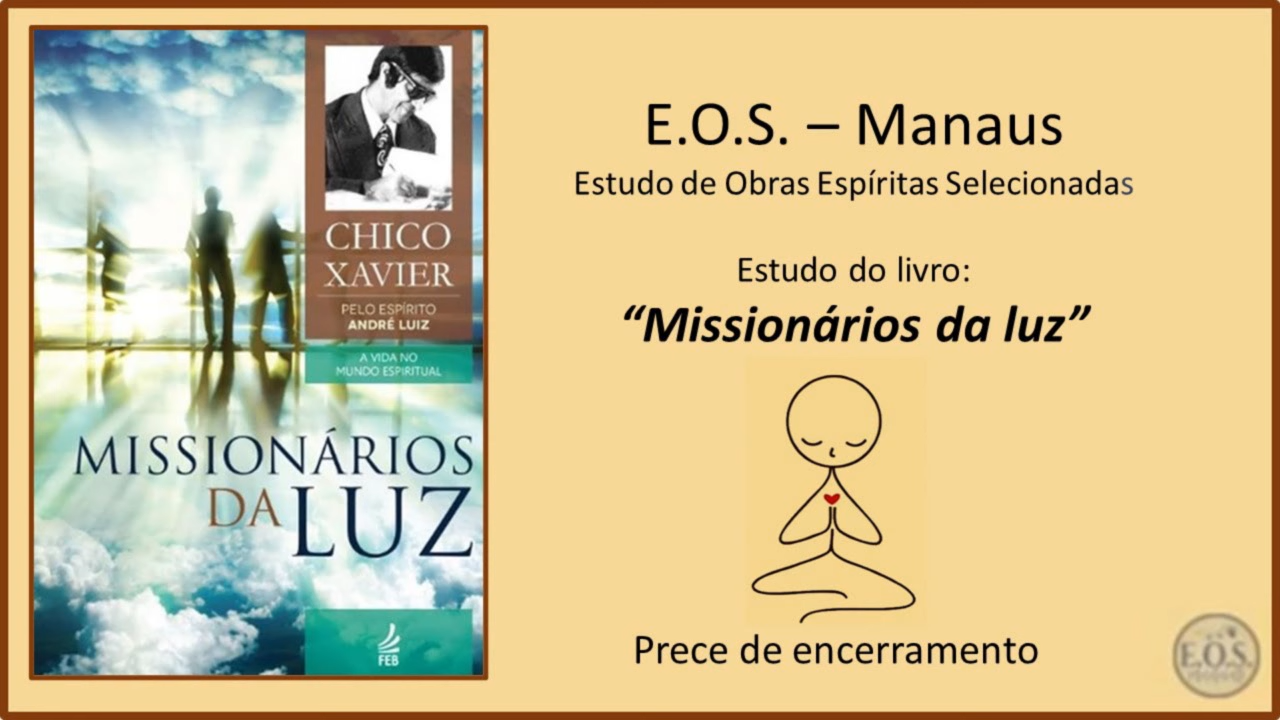 CHICO
XAVIER
PELO ESPÍRITO
ANDRÉ LUIZ
A VIDA NO
MUNDO ESPIRITUAL
MISSIONÁRIOS
DA LUZ
FEB
E.O.S. – Manaus
Estudo de Obras Espíritas Selecionadas
Estudo do livro:
“Missionários da luz”
Prece de encerramento
E.O.S.